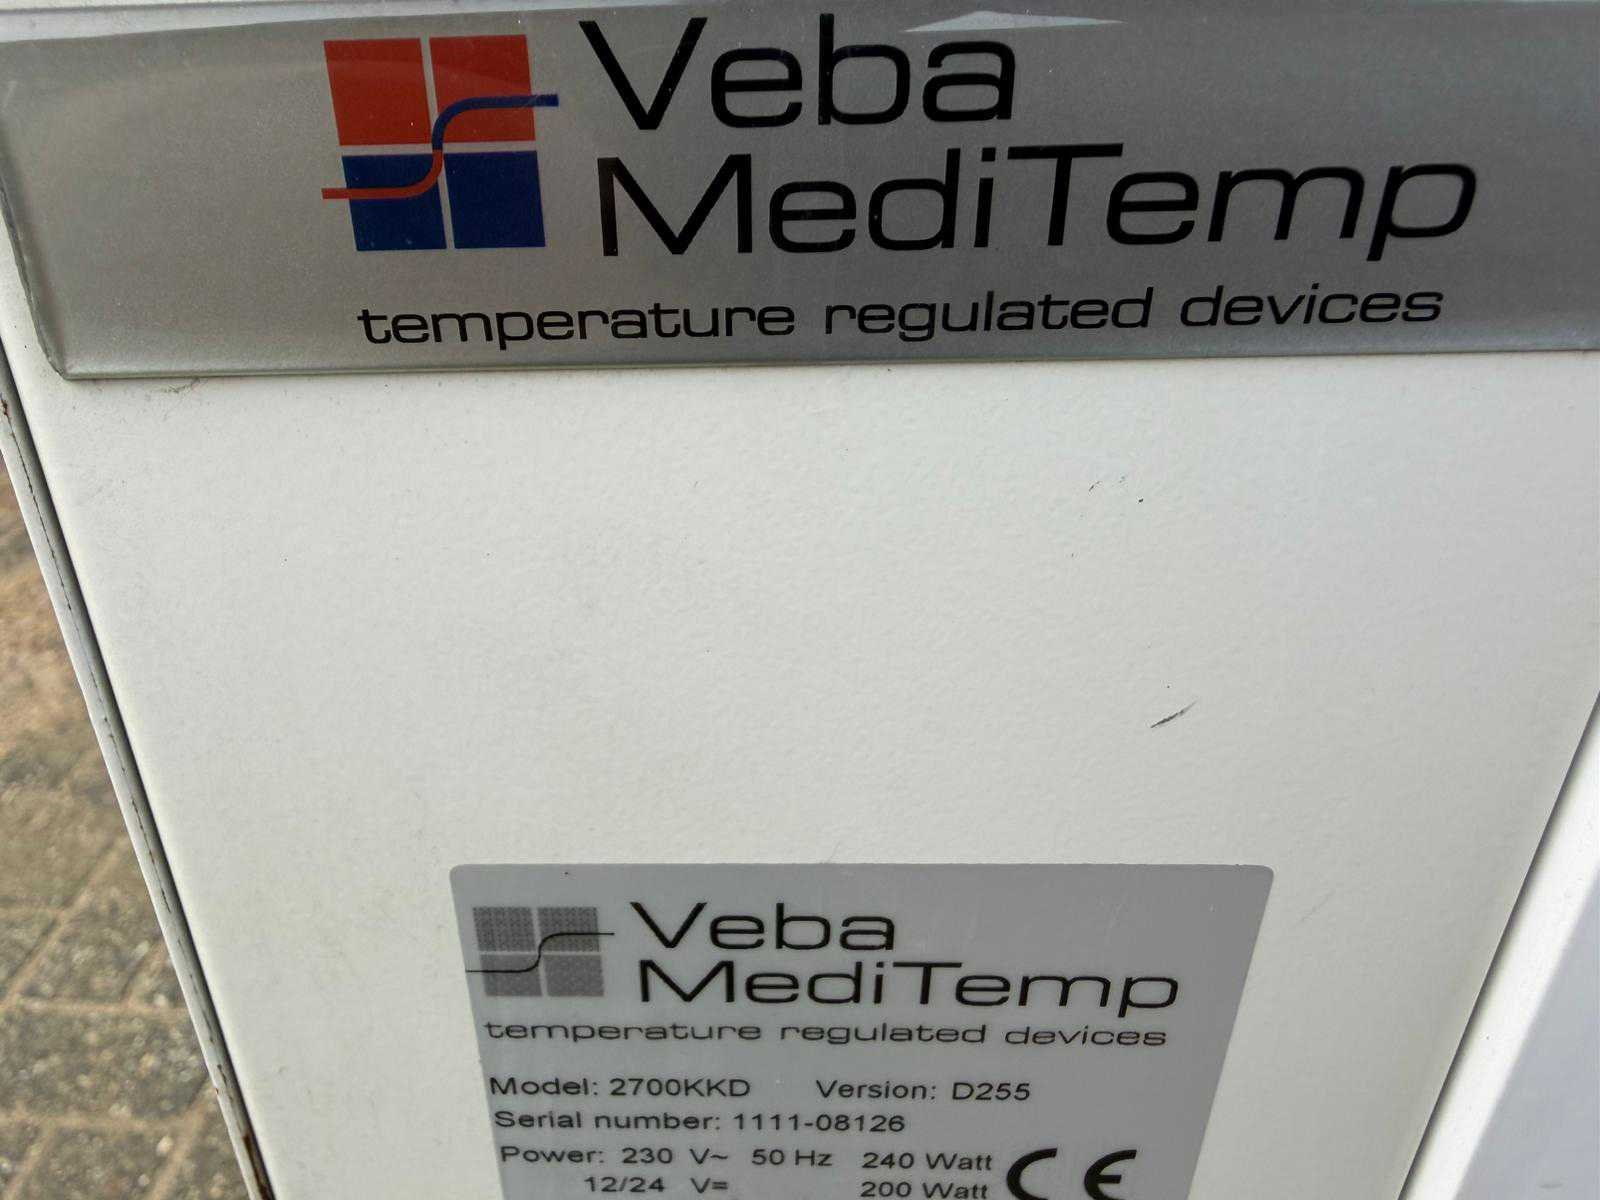 Veba
MediTemp
temperature regulated devices
Veba
MediTemp
temperature regulated devices
Model: 2700KKD Version: D255
Serial number: 1111-08126
Power: 230 V~ 50 Hz 240 Watt
12/24 V= 200 Watt
CE